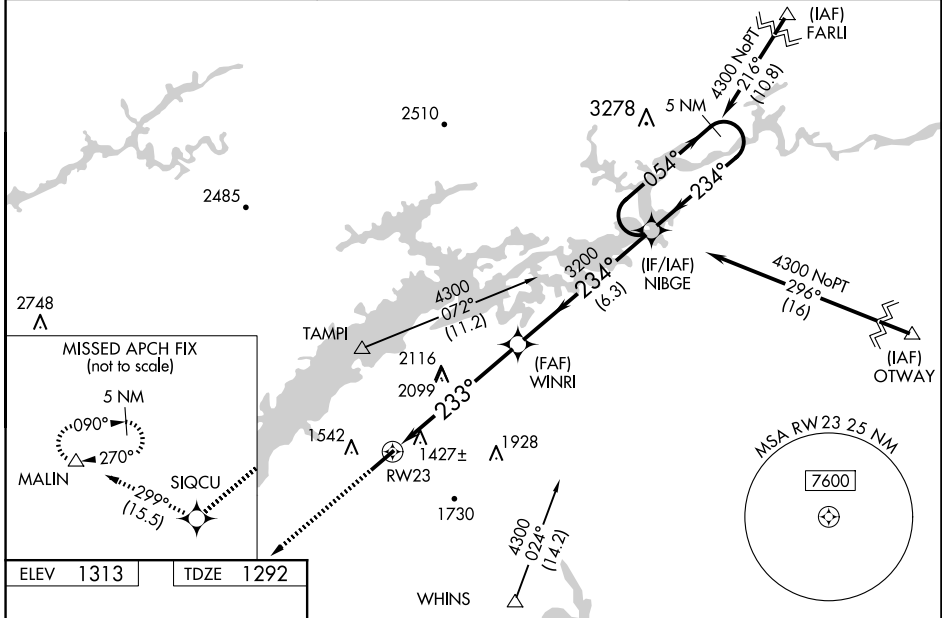 (IAF)
FARLI
4300 NoPT
216°
(10.8)
5 NM
3278
2510
054°
234°
2485
(IF/IAF)
NIBGE
3200
234°
(6.3)
4300 NoPT
296°
(16)
4300
072°
(11.2)
2748
TAMPI
(IAF)
OTWAY
MISSED APCH FIX
(not to scale)
5 NM
090°
270°
MALIN
SIQCU
299°
(15.5)
2116
2099
(FAF)
WINRI
233°
1542
1427±
1928
RW23
1730
MSA RW 23 25 NM
7600
4300
024°
(14.2)
WHINS
ELEV 1313
TDZE 1292